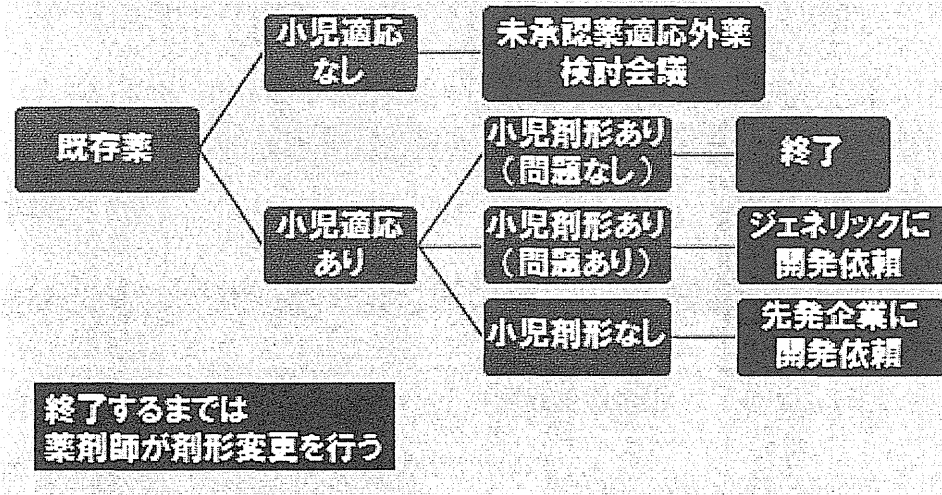 小児適応
なし
未承認薬適応外薬
検討会議
既存薬
小児剤形あり
(問題なし)
終了
小児適応
あり
小児剤形あり
(問題あり)
ジェネリックに
開発依頼
小児剤形なし
先発企業に
開発依頼
終了するまでは
薬剤師が剤形変更を行う